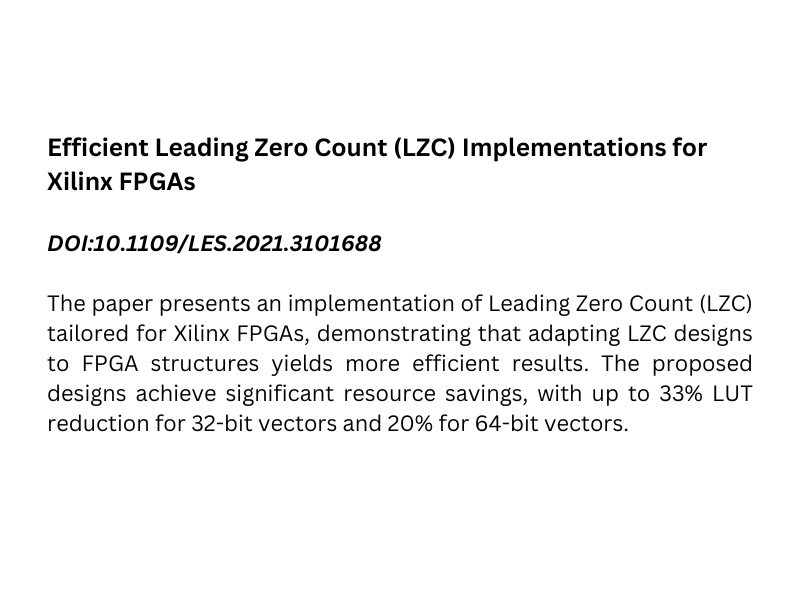 Efficient Leading Zero Count (LZC) Implementations for
Xilinx FPGAs
DOI:10.1109/LES.2021.3101688
The paper presents an implementation of Leading Zero Count (LZC)
tailored for Xilinx FPGAs, demonstrating that adapting LZC designs
to FPGA structures yields more efficient results. The proposed
designs achieve significant resource savings, with up to 33% LUT
reduction for 32-bit vectors and 20% for 64-bit vectors.